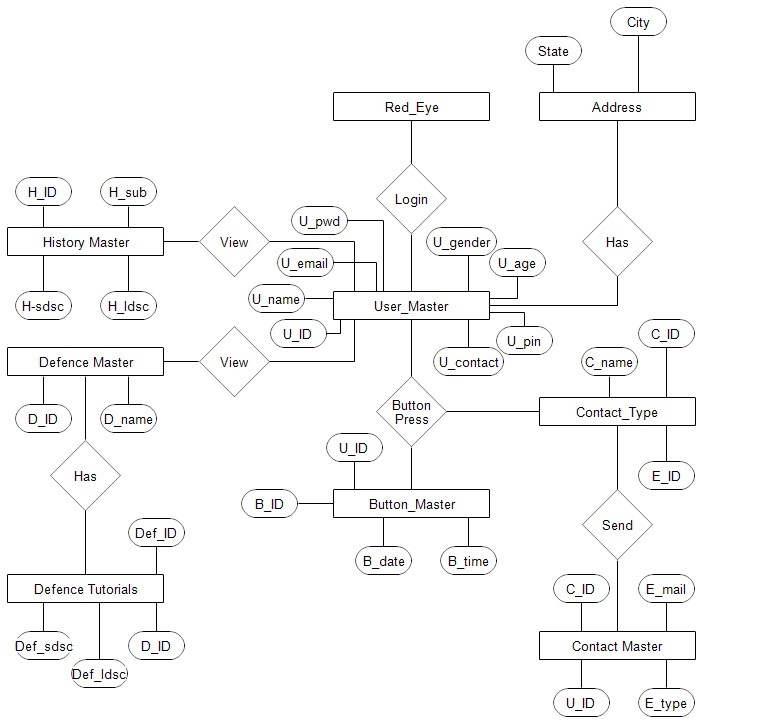 City
State
Red_Eye
Address
H_ID
H_sub
Login
U_pwd
History Master
View
U_gender
Has
U_email
U_age
H-sdsc
H_ldsc
U_name
User_Master
U_ID
U_pin
C_ID
Defence Master
View
U_contact
C_name
D_ID
D_name
Button
Press
Contact_Type
U_ID
Has
E_ID
B_ID
Button_Master
Send
Def_ID
B_date
B_time
Defence Tutorials
C_ID
E_mail
Def_sdsc
D_ID
Contact Master
Def_ldsc
U_ID
E_type